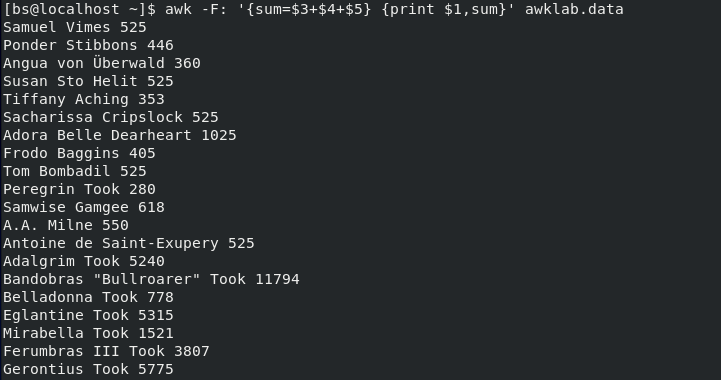 [bs@localhost ~]$ awk -F: '{sum=$3+$4+$5} {print $1,sum}' awklab.data
Samuel Vimes 525
Ponder Stibbons 446
Angua von Überwald 360
Susan Sto Helit 525
Tiffany Aching 353
Sacharissa Cripslock 525
Adora Belle Dearheart 1025
Frodo Baggins 405
Tom Bombadil 525
Peregrin Took 280
Samwise Gamgee 618
A.A. Milne 550
Antoine de Saint-Exupery 525
Adalgrim Took 5240
Bandobras "Bullroarer" Took 11794
Belladonna Took 778
Eglantine Took 5315
Mirabella Took 1521
Ferumbras III Took 3807
Gerontius Took 5775